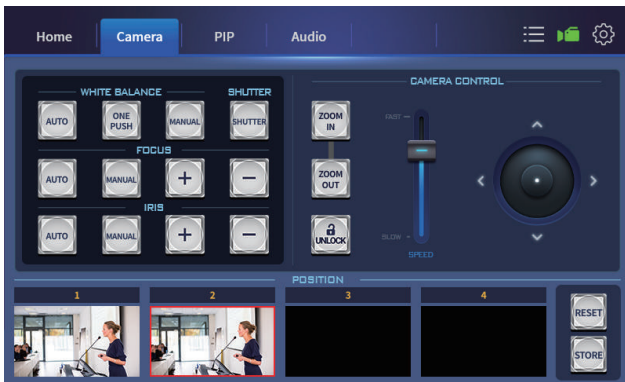 Home Camera PIP Audio
WHITE BALANCE SHUTTER
AUTO ONE PUSH MANUAL SHUTTER
FOCUS
AUTO MANUAL + −
IRIS
AUTO MANUAL + −
CAMERA CONTROL
ZOOM IN
FAST
ZOOM OUT
UNLOCK
SLOW
SPEED
POSITION
1 2 3 4
RESET
STORE